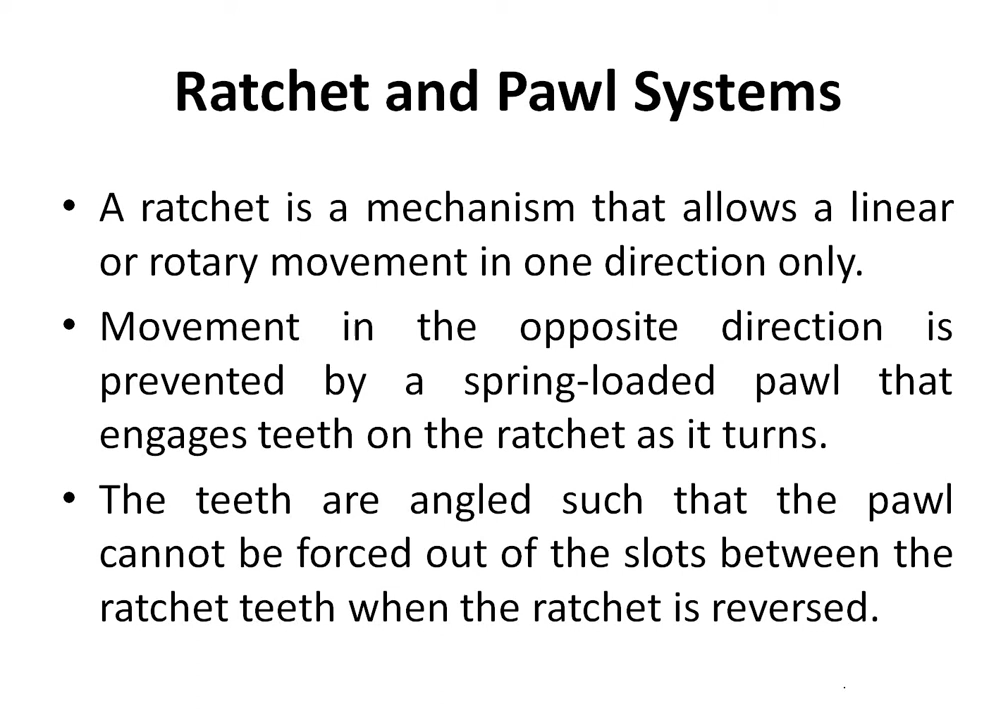 Ratchet and Pawl Systems
• A ratchet is a mechanism that allows a linear
or rotary movement in one direction only.
• Movement in the opposite direction is
prevented by a spring-loaded pawl that
engages teeth on the ratchet as it turns.
• The teeth are angled such that the pawl
cannot be forced out of the slots between the
ratchet teeth when the ratchet is reversed.